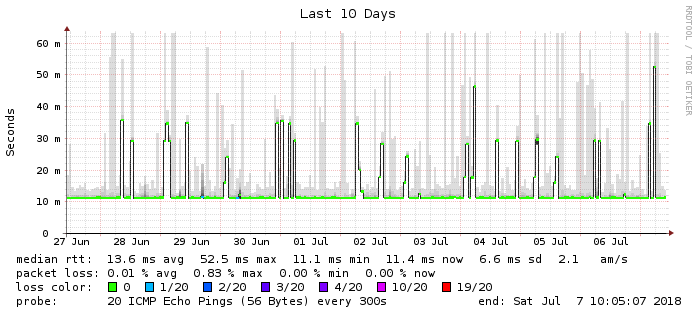 Last 10 Days
RRDTOOL / TOBI OETIKER
Seconds
60 m
50 m
40 m
30 m
20 m
10 m
0
27 Jun 28 Jun 29 Jun 30 Jun 01 Jul 02 Jul 03 Jul 04 Jul 05 Jul 06 Jul
median rtt: 13.6 ms avg 52.5 ms max 11.1 ms min 11.4 ms now 6.6 ms sd 2.1 am/s
packet loss: 0.01 % avg 0.83 % max 0.00 % min 0.00 % now
loss color: 0 1/20 2/20 3/20 4/20 10/20 19/20
probe: 20 ICMP Echo Pings (56 Bytes) every 300s end: Sat Jul 7 10:05:07 2018